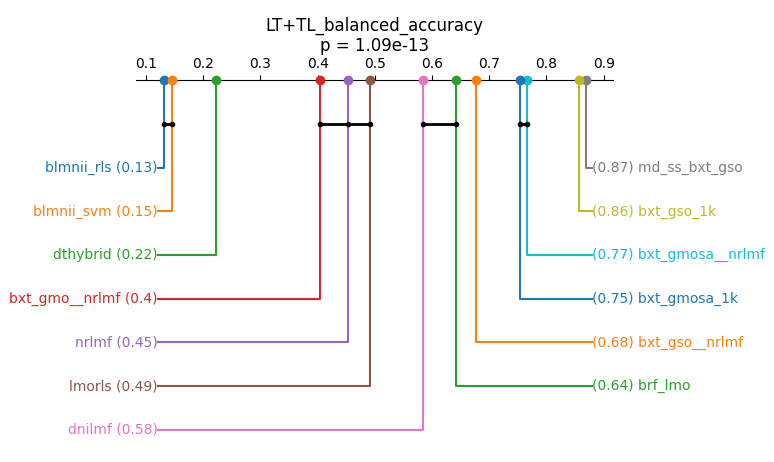 LT+TL_balanced_accuracy
p = 1.09e-13
0.1 0.2 0.3 0.4 0.5 0.6 0.7 0.8 0.9
blmnii_rls (0.13) (0.87) md_ss_bxt_gso
blmnii_svm (0.15) (0.86) bxt_gso_1k
dthybrid (0.22) (0.77) bxt_gmosa__nrlmf
bxt_gmo__nrlmf (0.4) (0.75) bxt_gmosa_1k
nrlmf (0.45) (0.68) bxt_gso__nrlmf
lmorls (0.49) (0.64) brf_lmo
dnilmf (0.58)